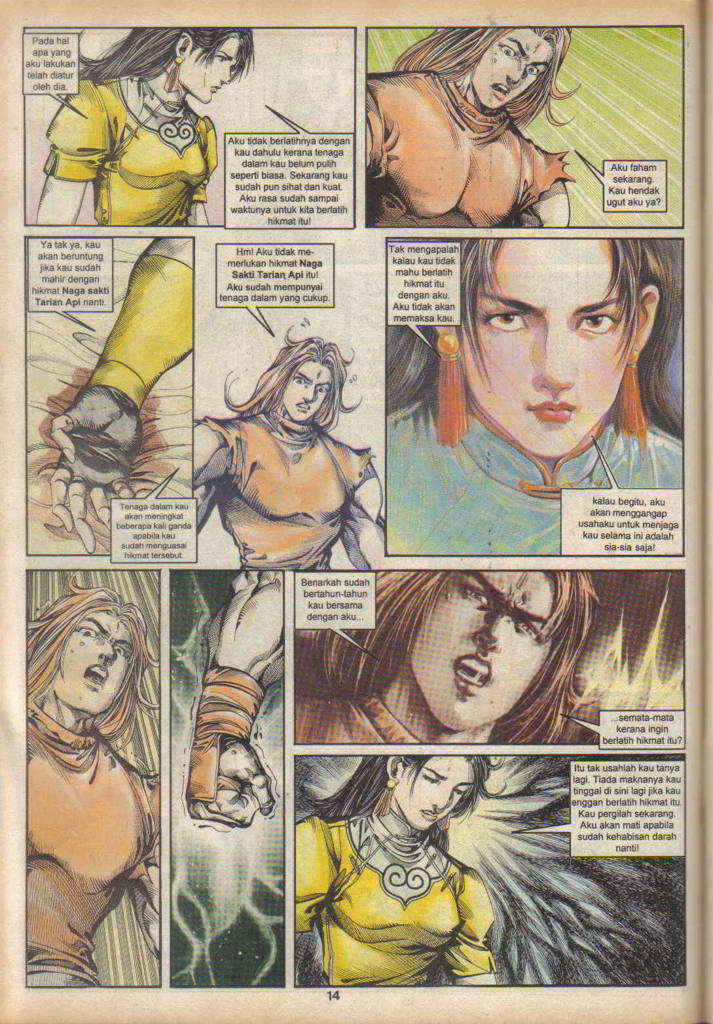 Pada hal
apa yang
aku lakukan
telah diatur
oleh dia.
Aku tidak berlatihnya dengan
kau dahulu kerana tenaga
dalam kau belum pulih
seperti biasa. Sekarang kau
sudah pun sihat dan kuat.
Aku rasa sudah sampai
waktunya untuk kita berlatih
hikmat itu!
Aku faham
sekarang.
Kau hendak
ugut aku ya?
Ya tak ya, kau
akan beruntung
jika kau sudah
mahir dengan
hikmat Naga sakti
Tarian Api nanti.
Tenaga dalam kau
akan meningkat
beberapa kali ganda
apabila kau
sudah menguasai
hikmat tersebut.
Hm! Aku tidak me-
merlukan hikmat Naga
Sakti Tarian Api itu!
Aku sudah mempunyai
tenaga dalam yang cukup.
Tak mengapalah
kalau kau tidak
mahu berlatih
hikmat itu
dengan aku.
Aku tidak akan
memaksa kau.
kalau begitu, aku
akan menggangap
usahaku untuk menjaga
kau selama ini adalah
sia-sia saja!
Benarkah sudah
bertahun-tahun
kau bersama
dengan aku...
...semata-mata
kerana ingin
berlatih hikmat itu?
Itu tak usahlah kau tanya
lagi. Tiada maknanya kau
tinggal di sini lagi jika kau
enggan berlatih hikmat itu.
Kau pergilah sekarang.
Aku akan mati apabila
sudah kehabisan darah
nanti!
14